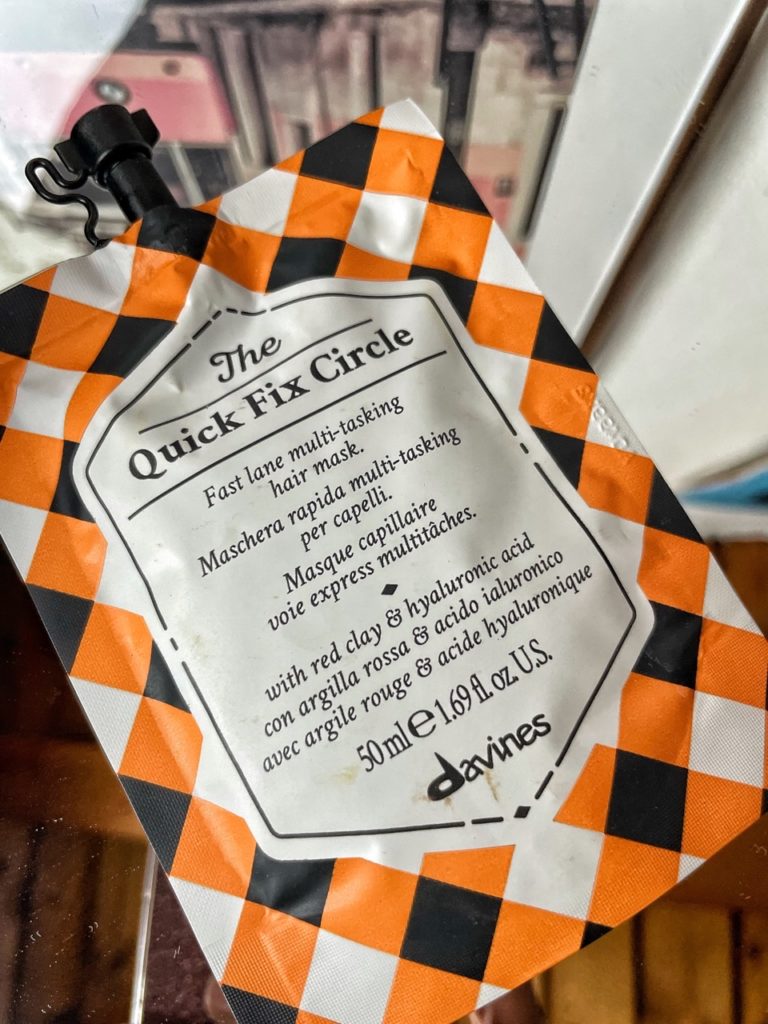 The
Quick Fix Circle
Fast lane multi-tasking
hair mask.
Maschera rapida multi-tasking
per capelli.
Masque capillaire
voie express multitâches.
with red clay & hyaluronic acid
con argilla rossa & acido ialuronico
avec argile rouge & acide hyaluronique
50 ml e 1.69 fl. oz. U.S.
davines